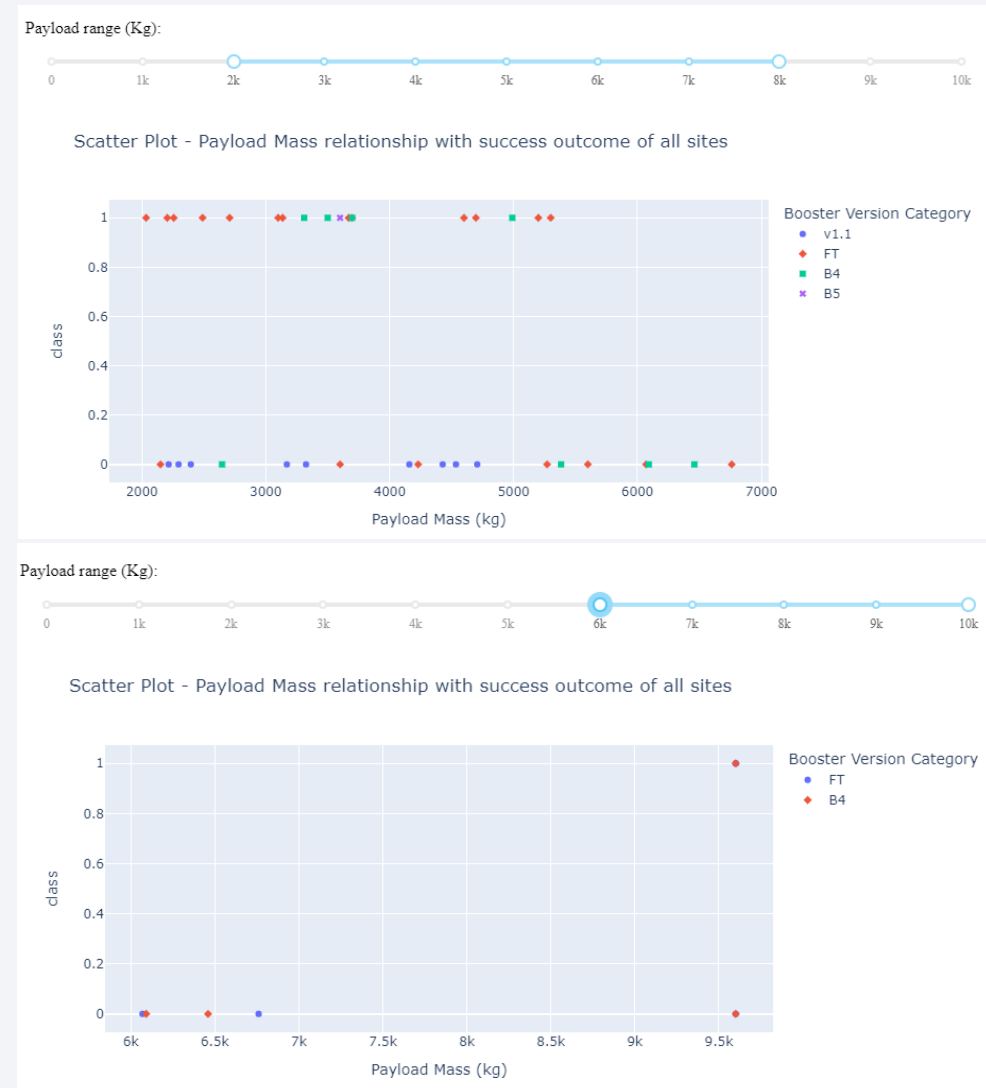 Payload range (Kg):
0 1k 2k 3k 4k 5k 6k 7k 8k 9k 10k
Scatter Plot - Payload Mass relationship with success outcome of all sites
Booster Version Category
v1.1
FT
B4
B5
1
0.8
0.6
0.4
0.2
0
class
2000 3000 4000 5000 6000 7000
Payload Mass (kg)
Payload range (Kg):
0 1k 2k 3k 4k 5k 6k 7k 8k 9k 10k
Scatter Plot - Payload Mass relationship with success outcome of all sites
Booster Version Category
FT
B4
1
0.8
0.6
0.4
0.2
0
class
6k 6.5k 7k 7.5k 8k 8.5k 9k 9.5k
Payload Mass (kg)